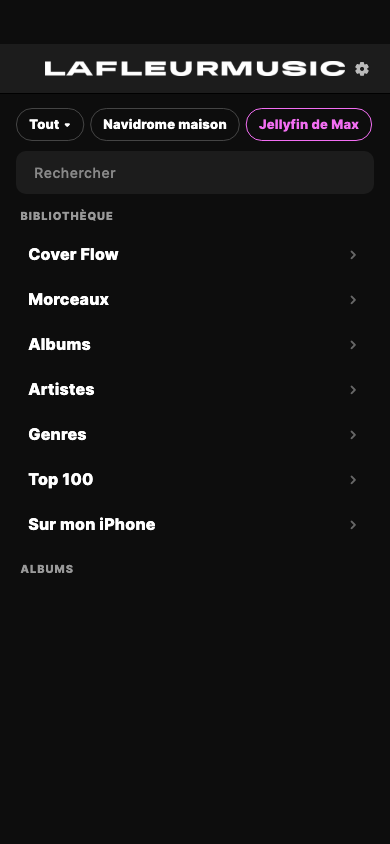 LAFLEURMUSIC
Tout
Navidrome maison
Jellyfin de Max
Rechercher
BIBLIOTHÈQUE
Cover Flow
Morceaux
Albums
Artistes
Genres
Top 100
Sur mon iPhone
ALBUMS